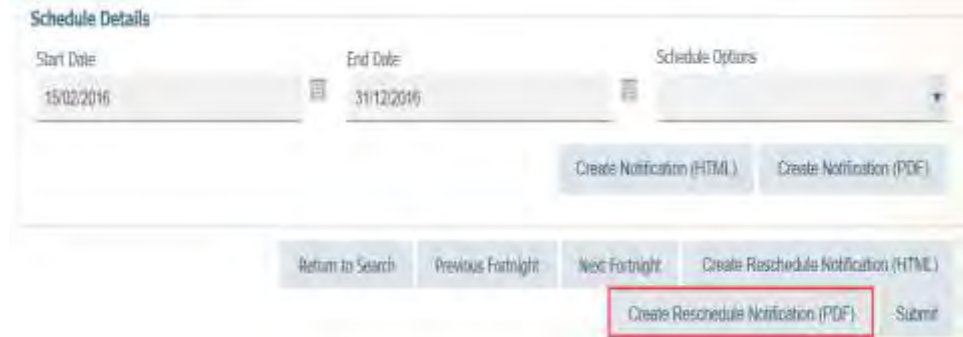 Schedule Details
Start Date End Date Schedule Options
15/02/2016 31/12/2016
Create Notification (HTML) Create Notification (PDF)
Return to Search Previous Fortnight Next Fortnight Create Reschedule Notification (HTML)
Create Reschedule Notification (PDF) Submit